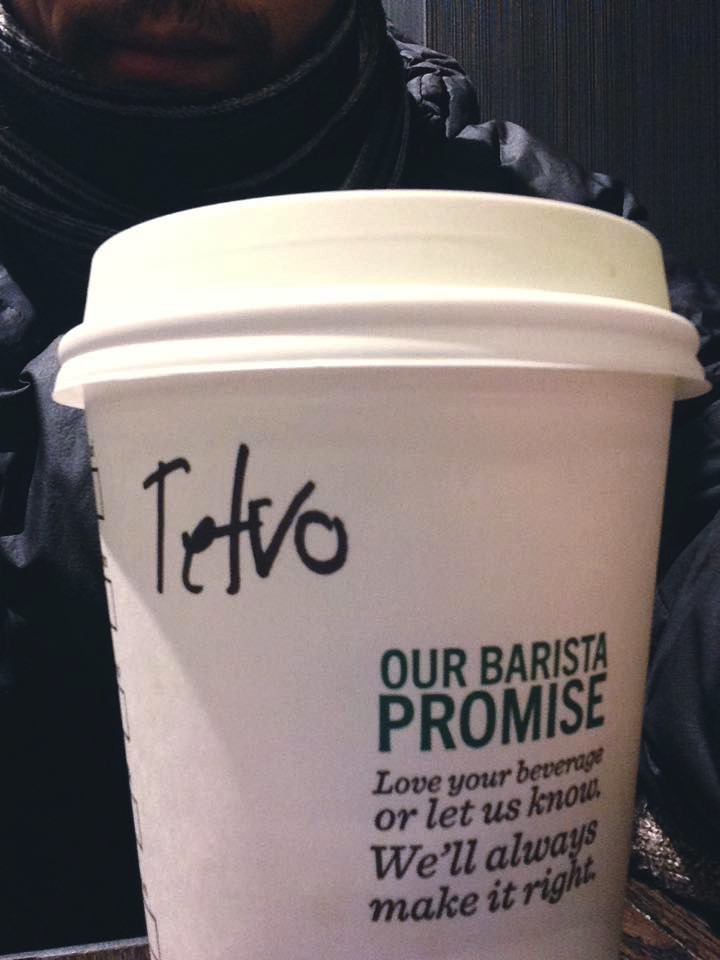 Tetvo
OUR BARISTA
PROMISE
Love your beverage
or let us know.
We'll always
make it right.